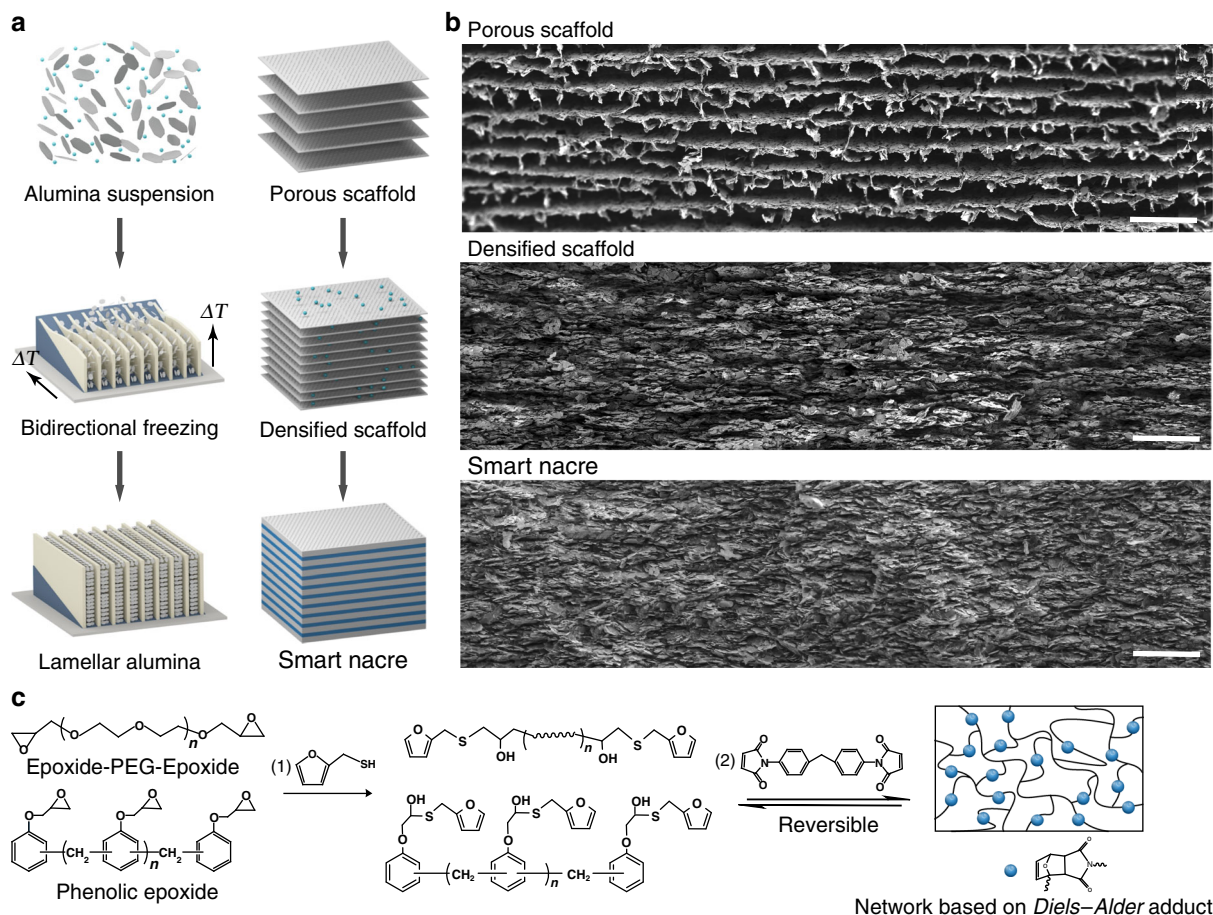 a
Alumina suspension
Porous scaffold
ΔT
ΔT
Bidirectional freezing
Densified scaffold
Lamellar alumina
Smart nacre
b
Porous scaffold
Densified scaffold
Smart nacre
c
O
O
O
O
O
n
Epoxide-PEG-Epoxide
O
O
O
O
O
O
CH2
n
CH2
Phenolic epoxide
(1)
O
SH
O
S
OH
n
OH
S
O
OH
S
O
O
OH
S
O
O
OH
S
O
O
CH2
n
CH2
(2)
O
N
O
O
N
O
Reversible
O
O
N
O
Network based on Diels–Alder adduct